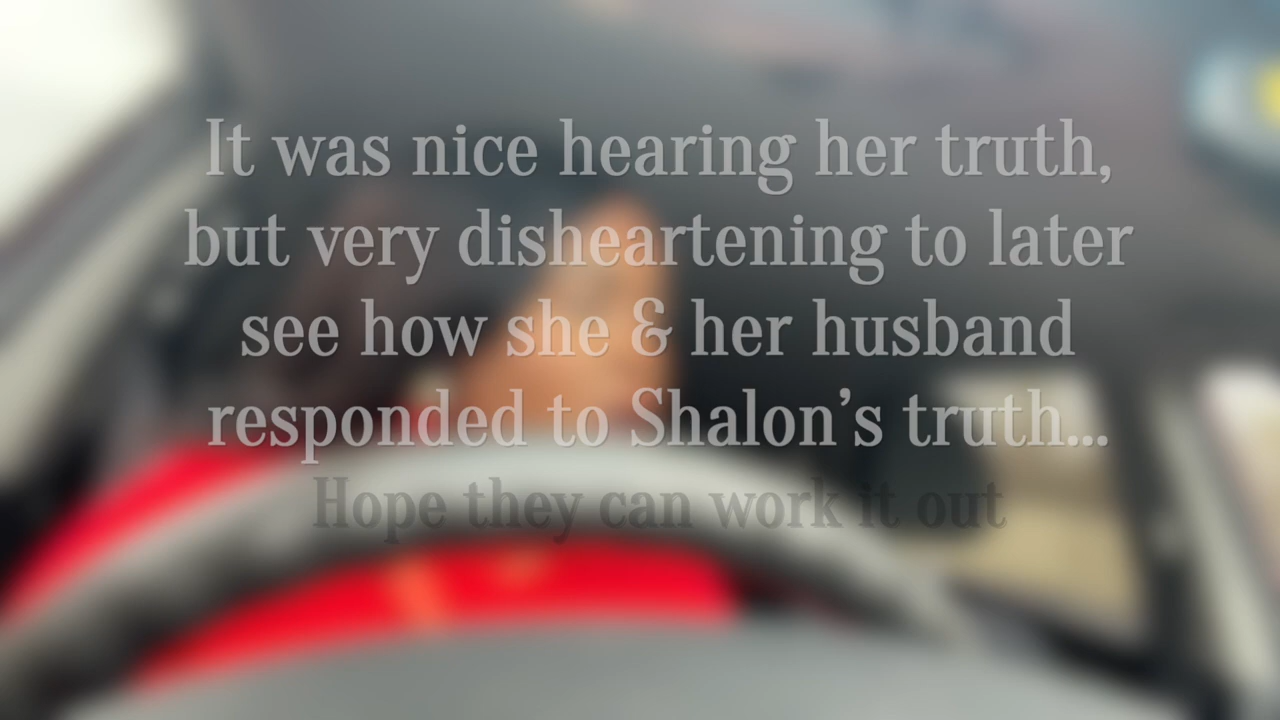 It was nice hearing her truth,
but very disheartening to later
see how she & her husband
responded to Shalon’s truth...
Hope they can work it out